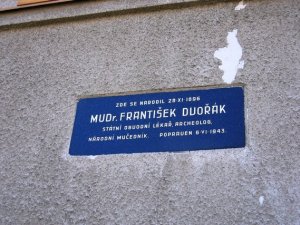 ZDE SE NARODIL 28·XI·1896
MUDr. FRANTIŠEK DVOŘÁK
STÁTNÍ OBVODNÍ LÉKAŘ, ARCHEOLOG,
NÁRODNÍ MUČEDNÍK. POPRAVEN 6·VI·1943.